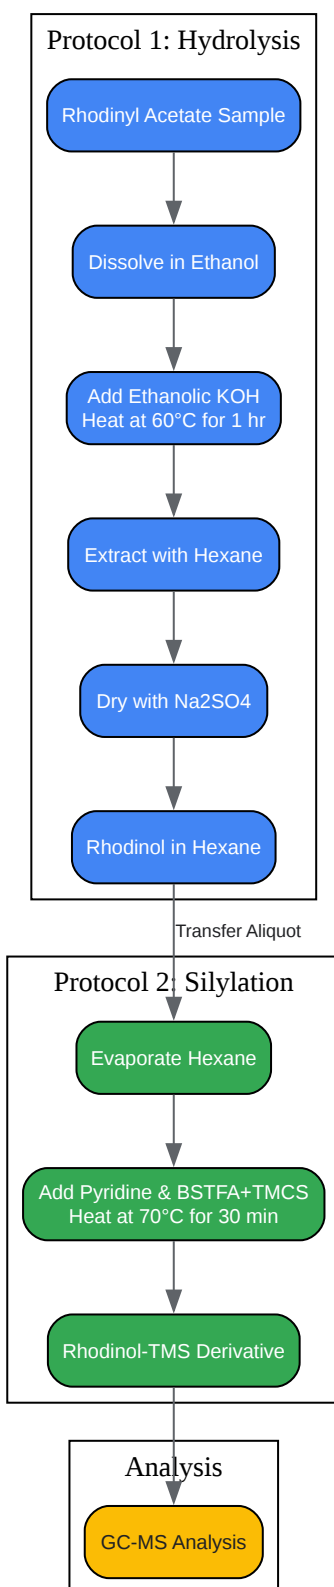 Protocol 1: Hydrolysis
Rhodinyl Acetate Sample
Dissolve in Ethanol
Add Ethanolic KOH
Heat at 60°C for 1 hr
Extract with Hexane
Dry with Na2SO4
Rhodinol in Hexane
Transfer Aliquot
Protocol 2: Silylation
Evaporate Hexane
Add Pyridine & BSTFA+TMCS
Heat at 70°C for 30 min
Rhodinol-TMS Derivative
Analysis
GC-MS Analysis